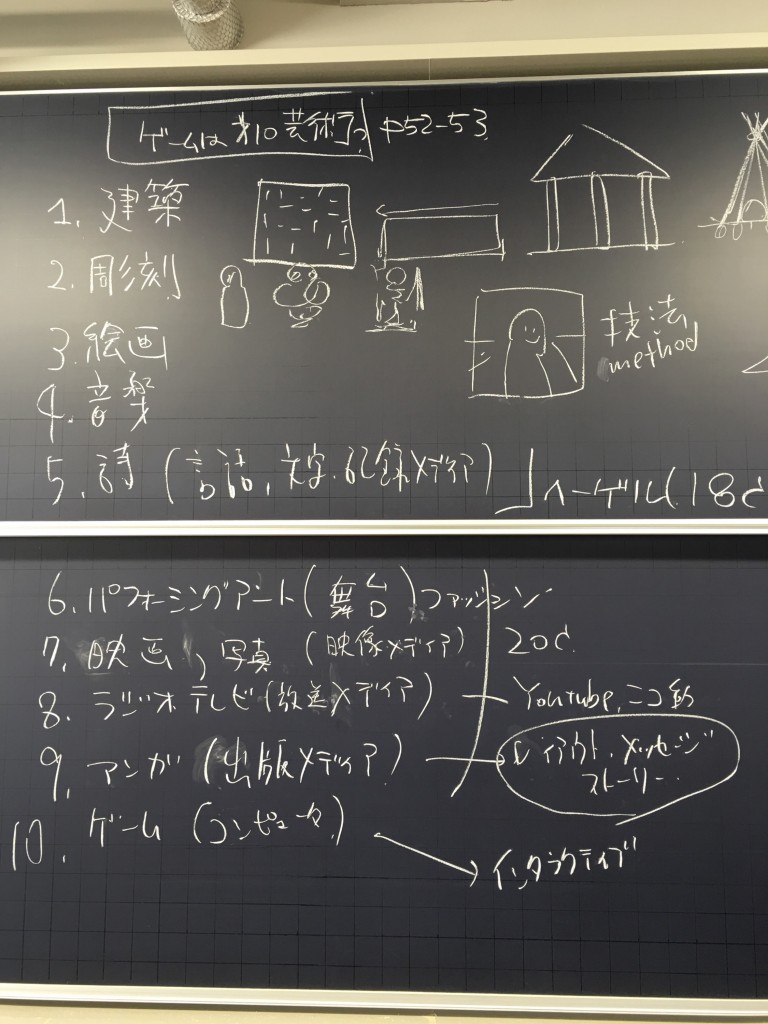 ゲームは第10芸術? p52-53
1. 建築
2. 彫刻
3. 絵画
技法
method
4. 音楽
5. 詩 (言語, 文字.記録メディア) ヘーゲル(18c
6. パフォーミングアート(舞台)ファッション
7. 映画, 写真 (映像メディア) 20c
8. ラジオ テレビ(放送メディア) — Youtube, ニコ動
9. マンガ (出版メディア) → レイアウト, メッセージ
ストーリー..
10. ゲーム (コンピュータ)
→ インタラクティブ